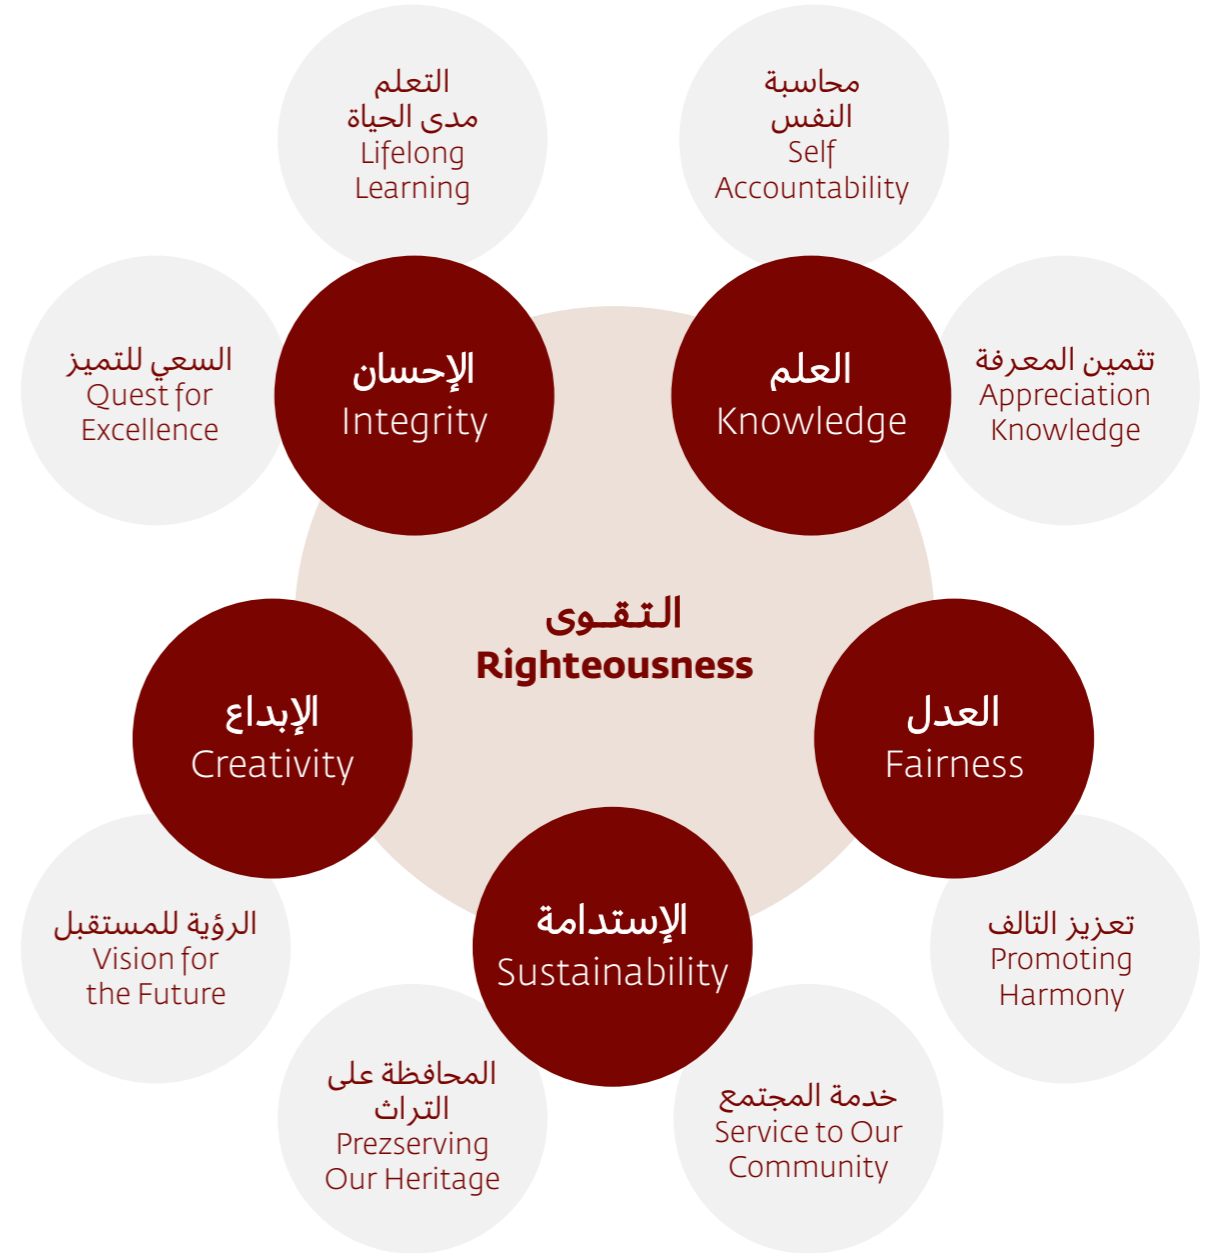 التعلم
مدى الحياة
Lifelong
Learning
محاسبة
النفس
Self
Accountability
السعي للتميز
Quest for
Excellence
الإحسان
Integrity
العلم
Knowledge
تثمين المعرفة
Appreciation
Knowledge
التقـوى
Righteousness
الإبداع
Creativity
العدل
Fairness
الإستدامة
Sustainability
الرؤية للمستقبل
Vision for
the Future
تعزيز التالف
Promoting
Harmony
المحافظة على
التراث
Prezserving
Our Heritage
خدمة المجتمع
Service to Our
Community